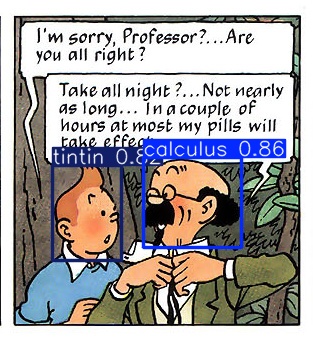 I'm sorry, Professor?...Are
you all right?
Take all night?...Not nearly
as long... In a couple of
hours at most my pills will
take effect
tintin 0.82
calculus 0.86